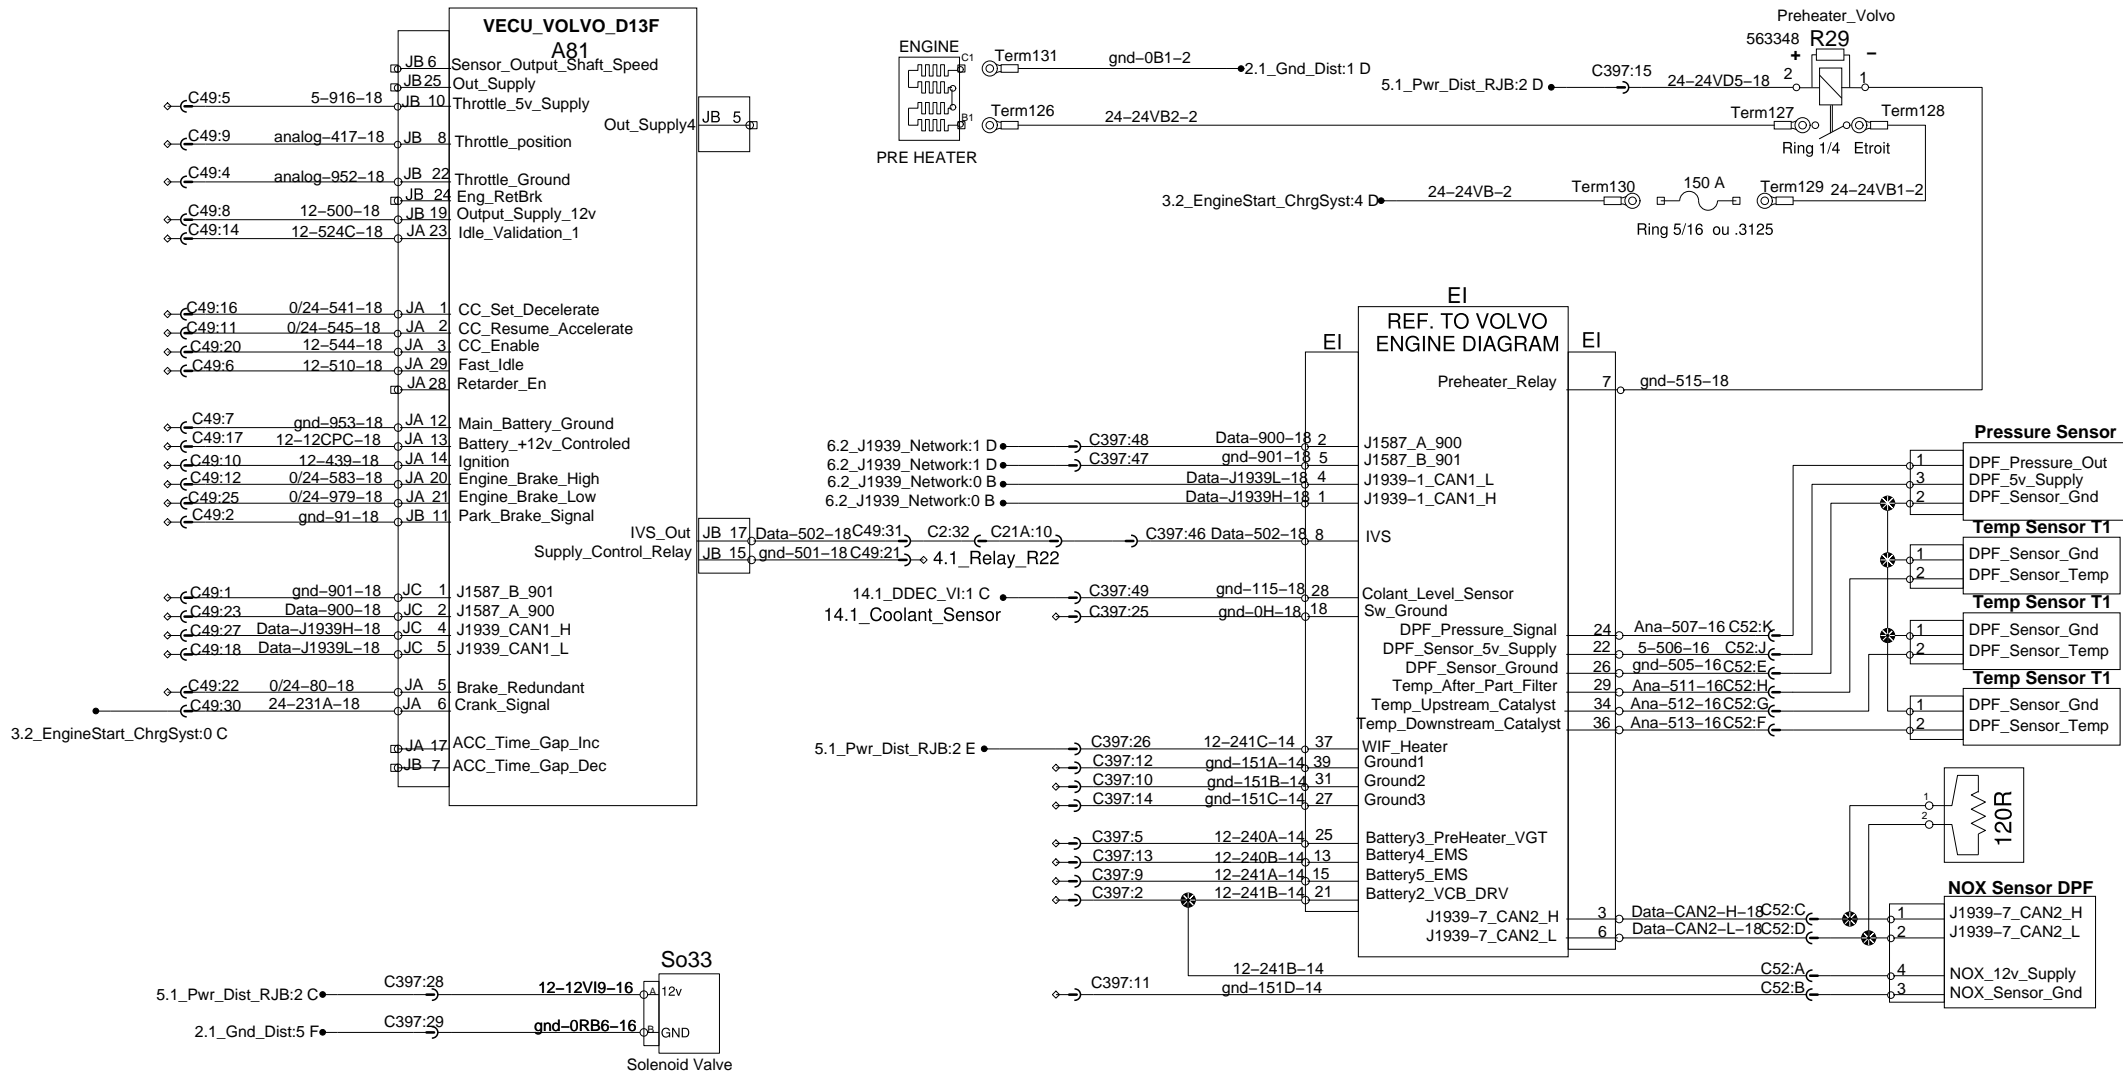 VECU_VOLVO_D13F
A81
JB 6 Sensor_Output_Shaft_Speed
JB 25 Out_Supply
C49:5 5-916-18 JB 10 Throttle_5v_Supply
Out_Supply4 JB 5
C49:9 analog-417-18 JB 8 Throttle_position
C49:4 analog-952-18 JB 22 Throttle_Ground
JB 24 Eng_RetBrk
C49:8 12-500-18 JB 19 Output_Supply_12v
C49:14 12-524C-18 JA 23 Idle_Validation_1
C49:16 0/24-541-18 JA 1 CC_Set_Decelerate
C49:11 0/24-545-18 JA 2 CC_Resume_Accelerate
C49:20 12-544-18 JA 3 CC_Enable
C49:6 12-510-18 JA 29 Fast_Idle
JA 28 Retarder_En
C49:7 gnd-953-18 JA 12 Main_Battery_Ground
C49:17 12-12CPC-18 JA 13 Battery_+12v_Controled
C49:10 12-439-18 JA 14 Ignition
C49:12 0/24-583-18 JA 20 Engine_Brake_High
C49:25 0/24-979-18 JA 21 Engine_Brake_Low
C49:2 gnd-91-18 JB 11 Park_Brake_Signal
IVS_Out JB 17 Data-502-18 C49:31 C2:32 C21A:10 C397:46 Data-502-18 8 IVS
Supply_Control_Relay JB 15 gnd-501-18 C49:21 4.1_Relay_R22
C49:1 gnd-901-18 JC 1 J1587_B_901
C49:23 Data-900-18 JC 2 J1587_A_900
C49:27 Data-J1939H-18 JC 4 J1939_CAN1_H
C49:18 Data-J1939L-18 JC 5 J1939_CAN1_L
C49:22 0/24-80-18 JA 5 Brake_Redundant
C49:30 24-231A-18 JA 6 Crank_Signal
3.2_EngineStart_ChrgSyst:0 C
JA 17 ACC_Time_Gap_Inc
JB 7 ACC_Time_Gap_Dec
So33
5.1_Pwr_Dist_RJB:2 C C397:28 12-12VI9-16 A 12v
2.1_Gnd_Dist:5 F C397:29 gnd-0RB6-16 B GND
Solenoid Valve
ENGINE
C1 Term131 gnd-0B1-2 2.1_Gnd_Dist:1 D
B1 Term126 24-24VB2-2 Term127 Term128
PRE HEATER
Preheater_Volvo
563348 R29
+ −
5.1_Pwr_Dist_RJB:2 D C397:15 24-24VD5-18 2 1
Ring 1/4 Etroit
3.2_EngineStart_ChrgSyst:4 D 24-24VB-2 Term130 150 A Term129 24-24VB1-2
Ring 5/16 ou .3125
EI
REF. TO VOLVO
ENGINE DIAGRAM
EI EI
Preheater_Relay 7 gnd-515-18
6.2_J1939_Network:1 D C397:48 Data-900-18 2 J1587_A_900
6.2_J1939_Network:1 D C397:47 gnd-901-18 5 J1587_B_901
6.2_J1939_Network:0 B Data-J1939L-18 4 J1939-1_CAN1_L
6.2_J1939_Network:0 B Data-J1939H-18 1 J1939-1_CAN1_H
14.1_DDEC_VI:1 C C397:49 gnd-115-18 28 Colant_Level_Sensor
14.1_Coolant_Sensor C397:25 gnd-0H-18 18 Sw_Ground
DPF_Pressure_Signal 24 Ana-507-16 C52:K
DPF_Sensor_5v_Supply 22 5-506-16 C52:J
DPF_Sensor_Ground 26 gnd-505-16 C52:E
Temp_After_Part_Filter 29 Ana-511-16 C52:H
Temp_Upstream_Catalyst 34 Ana-512-16 C52:G
Temp_Downstream_Catalyst 36 Ana-513-16 C52:F
5.1_Pwr_Dist_RJB:2 E C397:26 12-241C-14 37 WIF_Heater
C397:12 gnd-151A-14 39 Ground1
C397:10 gnd-151B-14 31 Ground2
C397:14 gnd-151C-14 27 Ground3
C397:5 12-240A-14 25 Battery3_PreHeater_VGT
C397:13 12-240B-14 13 Battery4_EMS
C397:9 12-241A-14 15 Battery5_EMS
C397:2 12-241B-14 21 Battery2_VCB_DRV
J1939-7_CAN2_H 3 Data-CAN2-H-18 C52:C
J1939-7_CAN2_L 6 Data-CAN2-L-18 C52:D
12-241B-14 C52:A
C397:11 gnd-151D-14 C52:B
Pressure Sensor
1 DPF_Pressure_Out
3 DPF_5v_Supply
2 DPF_Sensor_Gnd
Temp Sensor T1
1 DPF_Sensor_Gnd
2 DPF_Sensor_Temp
Temp Sensor T1
1 DPF_Sensor_Gnd
2 DPF_Sensor_Temp
Temp Sensor T1
1 DPF_Sensor_Gnd
2 DPF_Sensor_Temp
1
2
120R
NOX Sensor DPF
1 J1939-7_CAN2_H
2 J1939-7_CAN2_L
4 NOX_12v_Supply
3 NOX_Sensor_Gnd